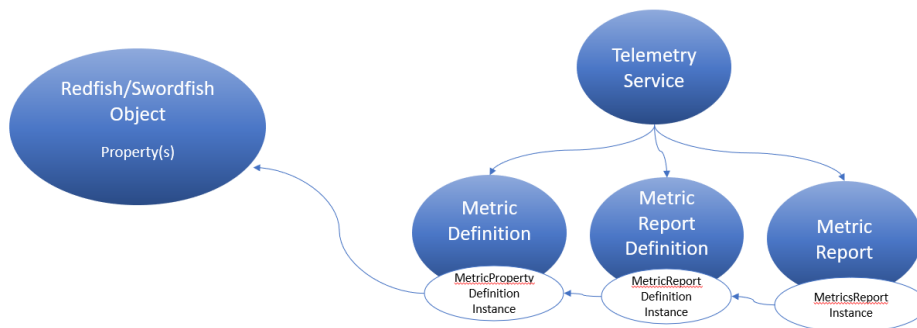 Redfish/Swordfish
Object
Property(s)
Telemetry
Service
Metric
Definition
MetricProperty
Definition
Instance
Metric
Report
Definition
MetricReport
Definition
Instance
Metric
Report
MetricsReport
Instance